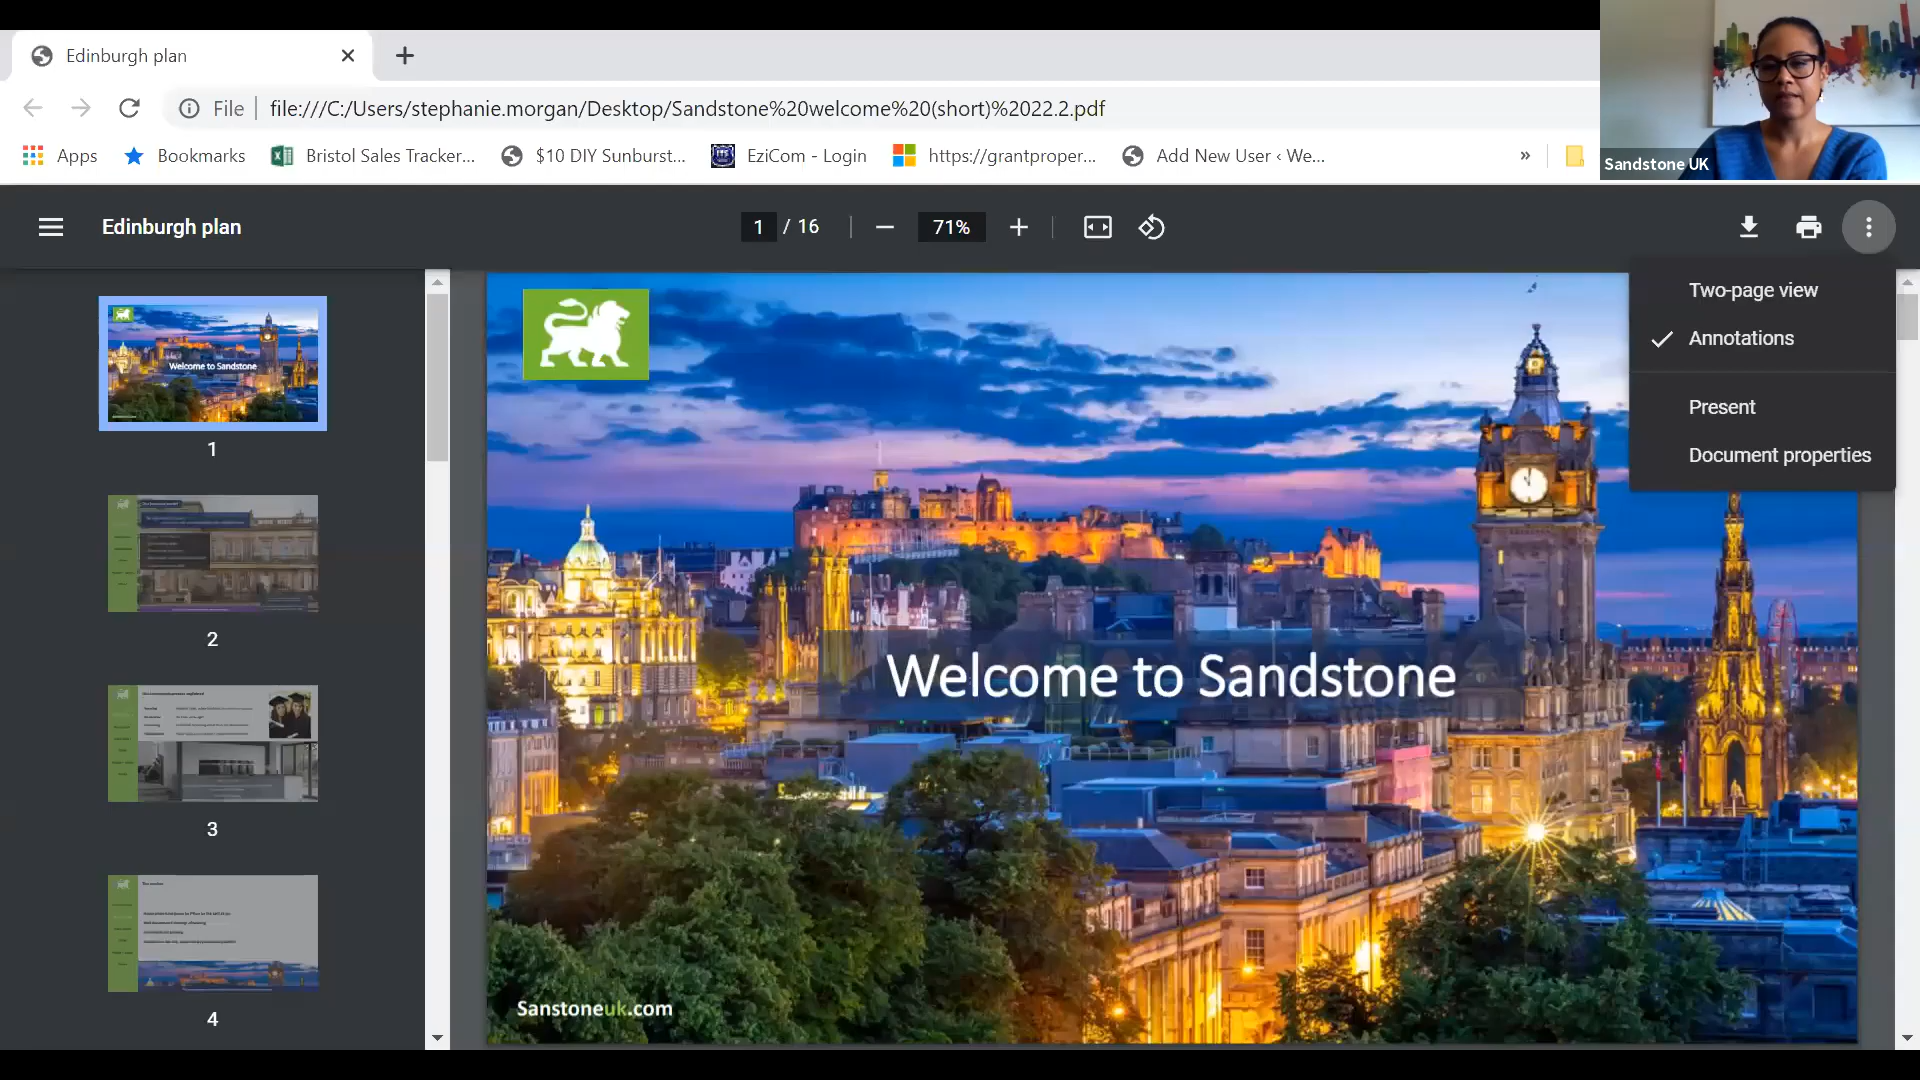 Edinburgh plan
File
file:///C:/Users/stephanie.morgan/Desktop/Sandstone%20welcome%20(short)%2022.2.pdf
Apps
Bookmarks
Bristol Sales Tracker...
$10 DIY Sunburst...
EziCom - Login
https://grantproper...
Add New User ‹ We...
»
Sandstone UK
Edinburgh plan
1 / 16
71%
Two-page view
Annotations
Present
Document properties
Welcome to Sandstone
1
2
3
4
Welcome to Sandstone
Sanstoneuk.com